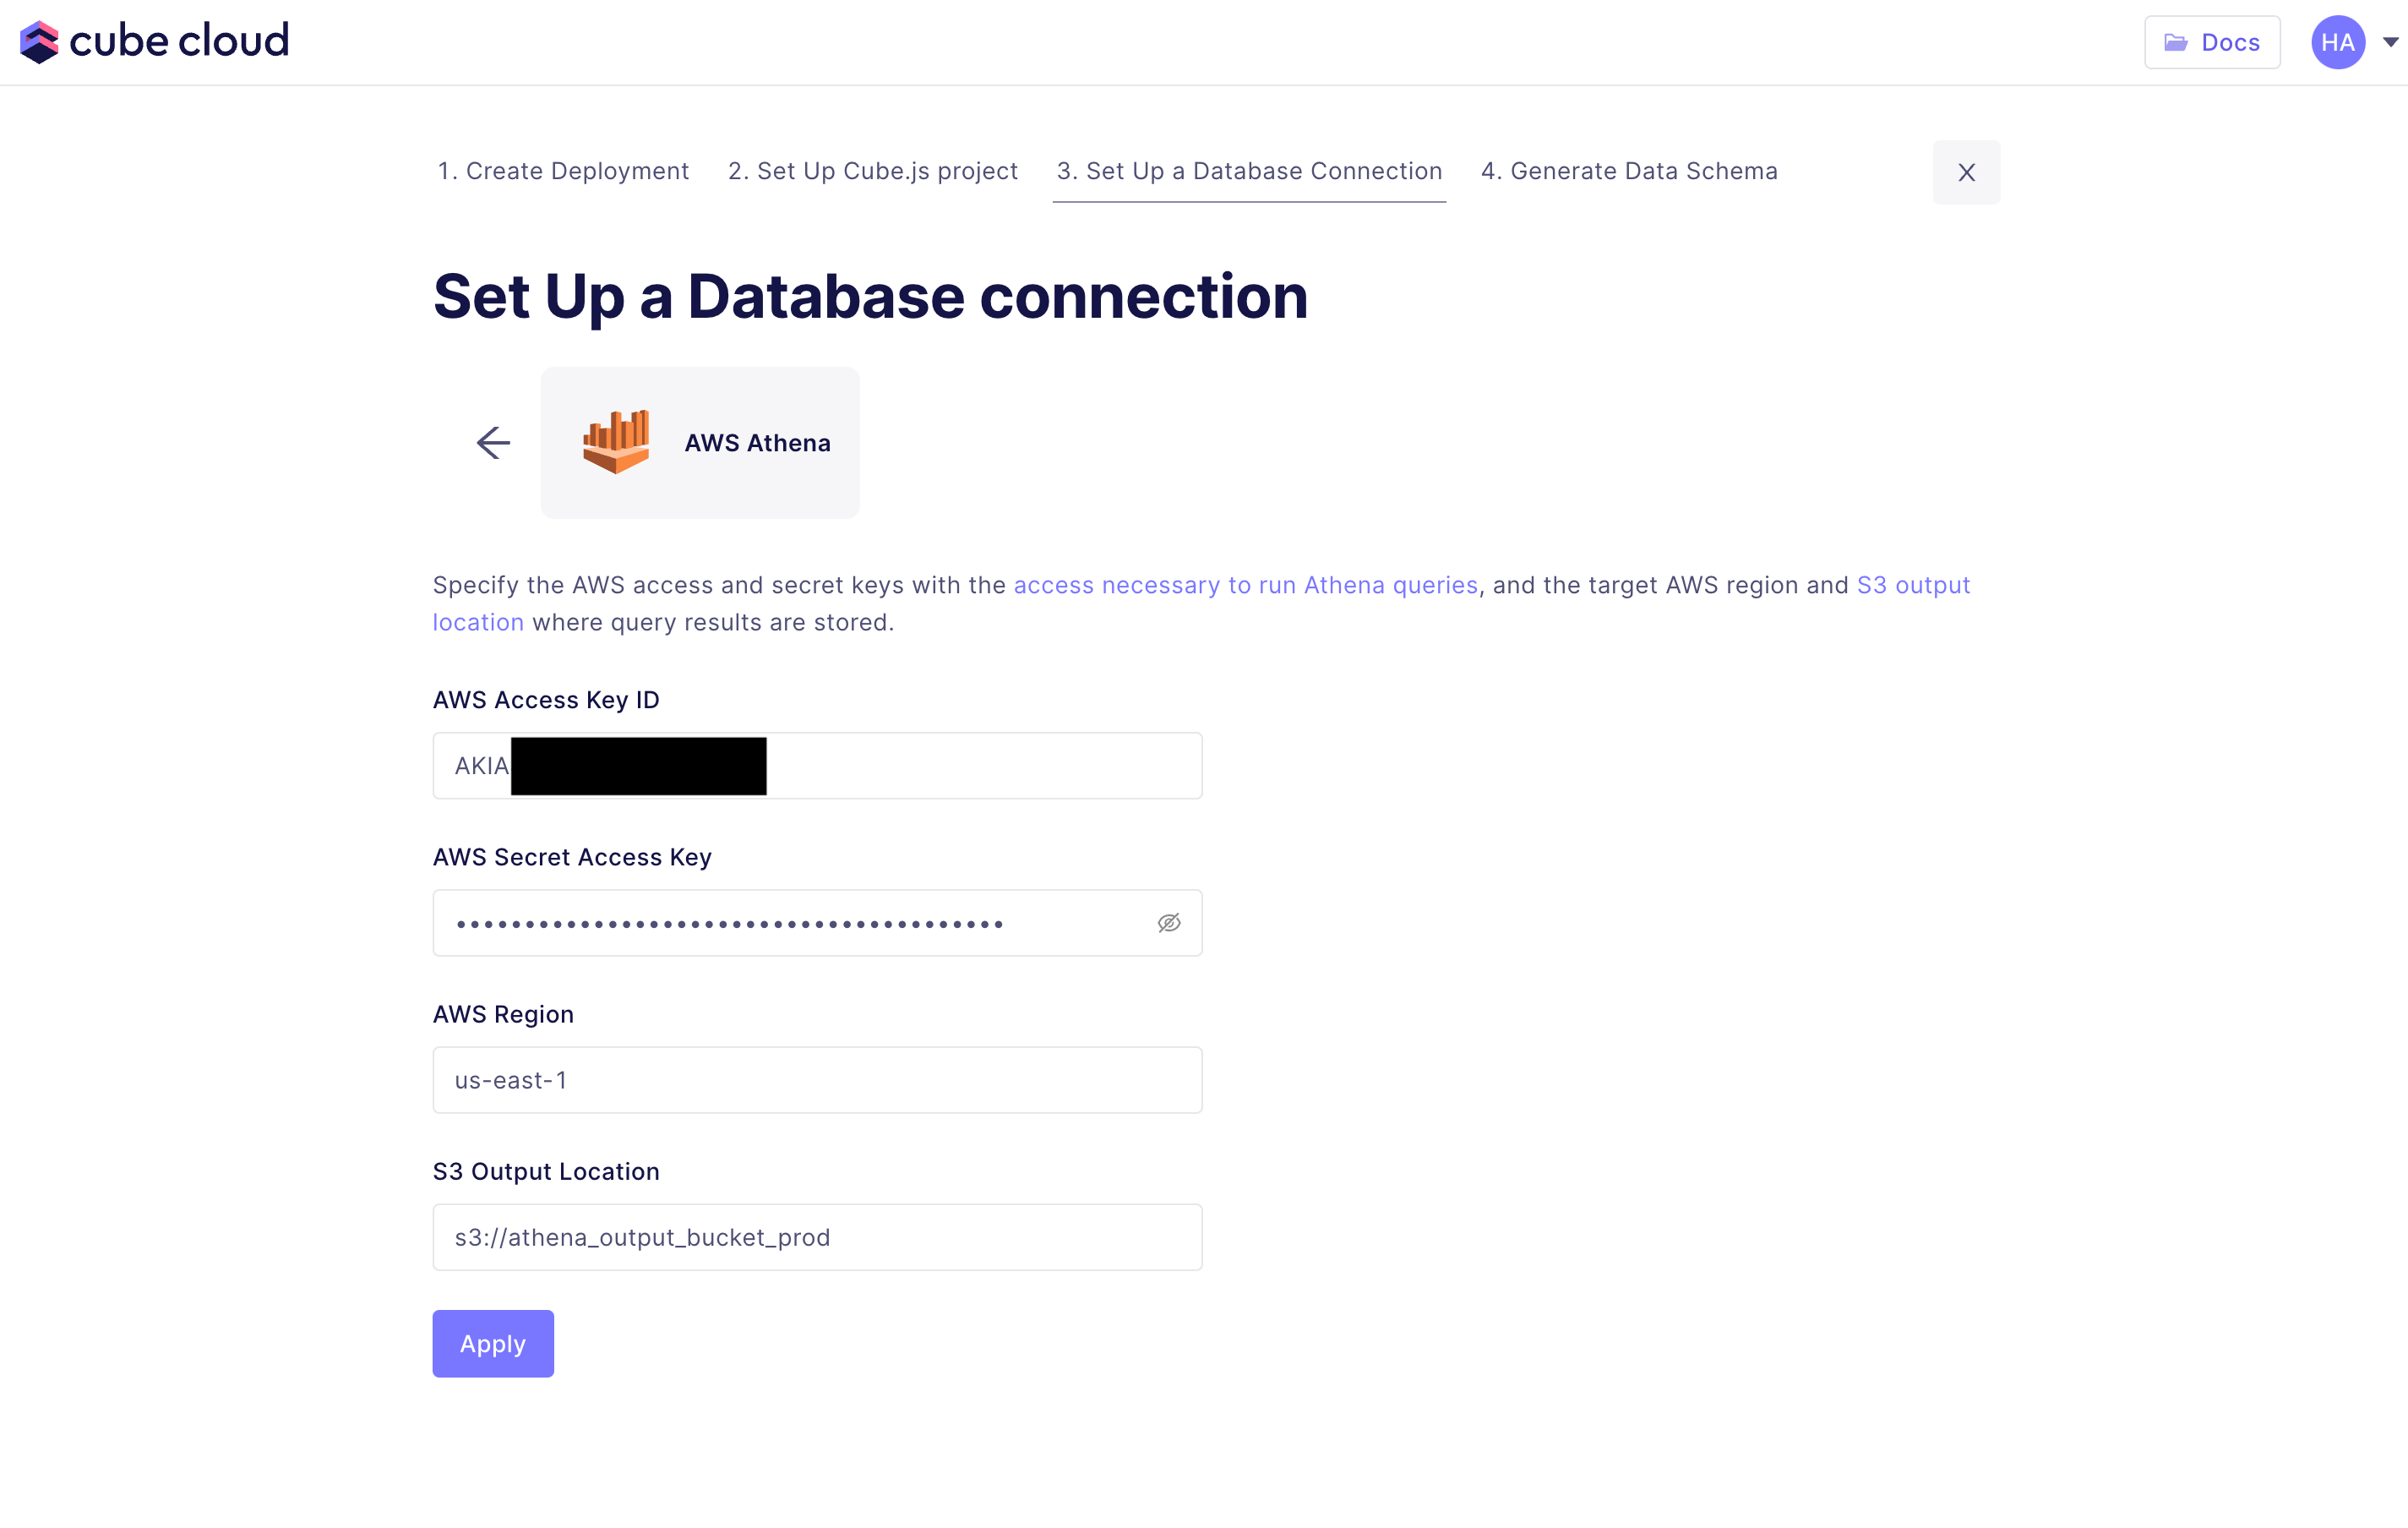 cube cloud
Docs
HA
1. Create Deployment
2. Set Up Cube.js project
3. Set Up a Database Connection
4. Generate Data Schema
X
Set Up a Database connection
AWS Athena
Specify the AWS access and secret keys with the access necessary to run Athena queries, and the target AWS region and S3 output
location where query results are stored.
AWS Access Key ID
AKIA
AWS Secret Access Key
••••••••••••••••••••••••••••••••••••••••
AWS Region
us-east-1
S3 Output Location
s3://athena_output_bucket_prod
Apply